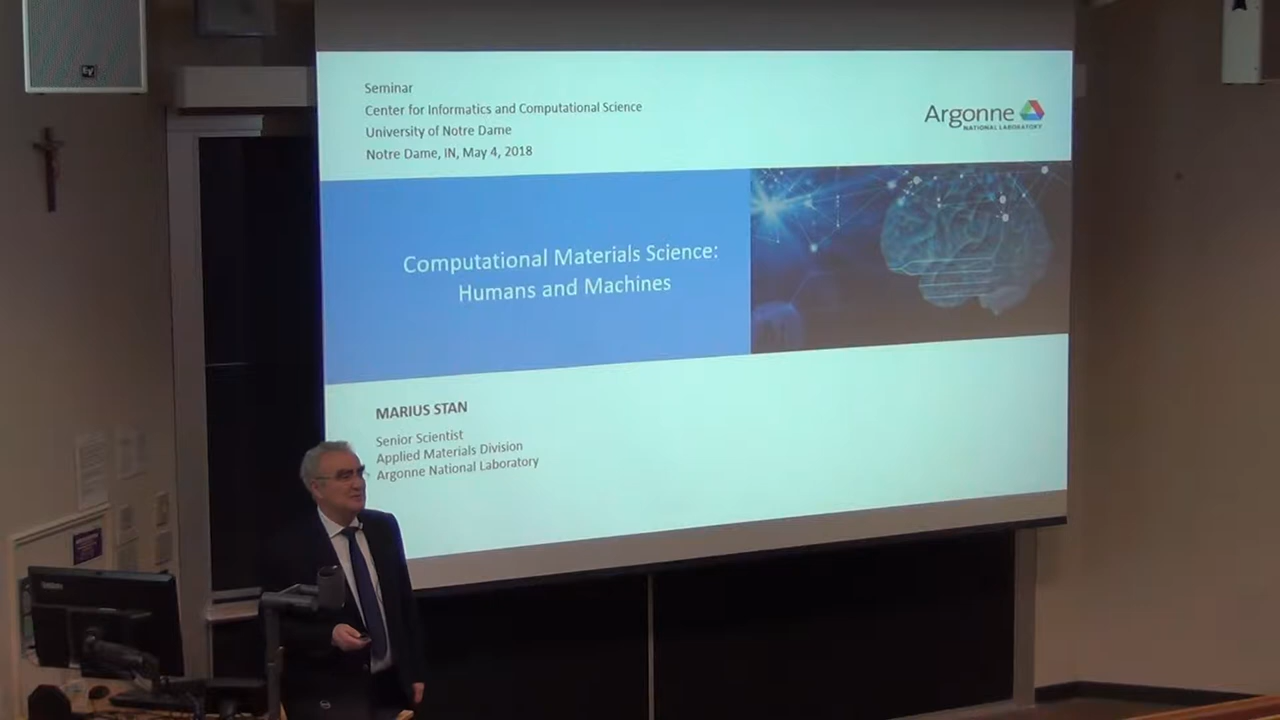 Seminar
Center for Informatics and Computational Science
University of Notre Dame
Notre Dame, IN, May 4, 2018
Argonne
NATIONAL LABORATORY
Computational Materials Science:
Humans and Machines
MARIUS STAN
Senior Scientist
Applied Materials Division
Argonne National Laboratory
EV